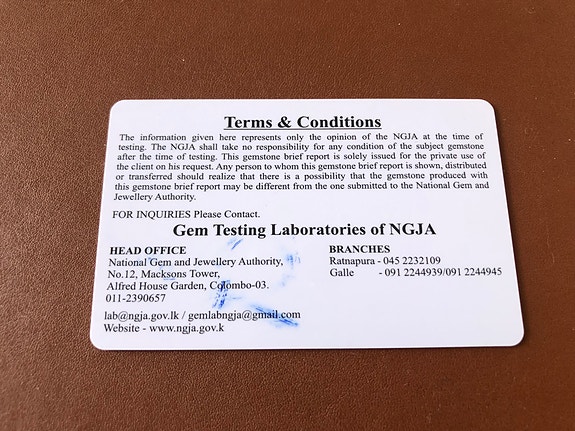 Terms & Conditions
The information given here represents only the opinion of the NGJA at the time of
testing. The NGJA shall take no responsibility for any condition of the subject gemstone
after the time of testing. This gemstone brief report is solely issued for the private use of
the client on his request. Any person to whom this gemstone brief report is shown, distributed
or transferred should realize that there is a possibility that the gemstone produced with
this gemstone brief report may be different from the one submitted to the National Gem and
Jewellery Authority.
FOR INQUIRIES Please Contact.
Gem Testing Laboratories of NGJA
HEAD OFFICE
National Gem and Jewellery Authority,
No.12, Macksons Tower,
Alfred House Garden, Colombo-03.
011-2390657
lab@ngja.gov.lk / gemlabngja@gmail.com
Website - www.ngja.gov.k
BRANCHES
Ratnapura - 045 2232109
Galle - 091 2244939/091 2244945